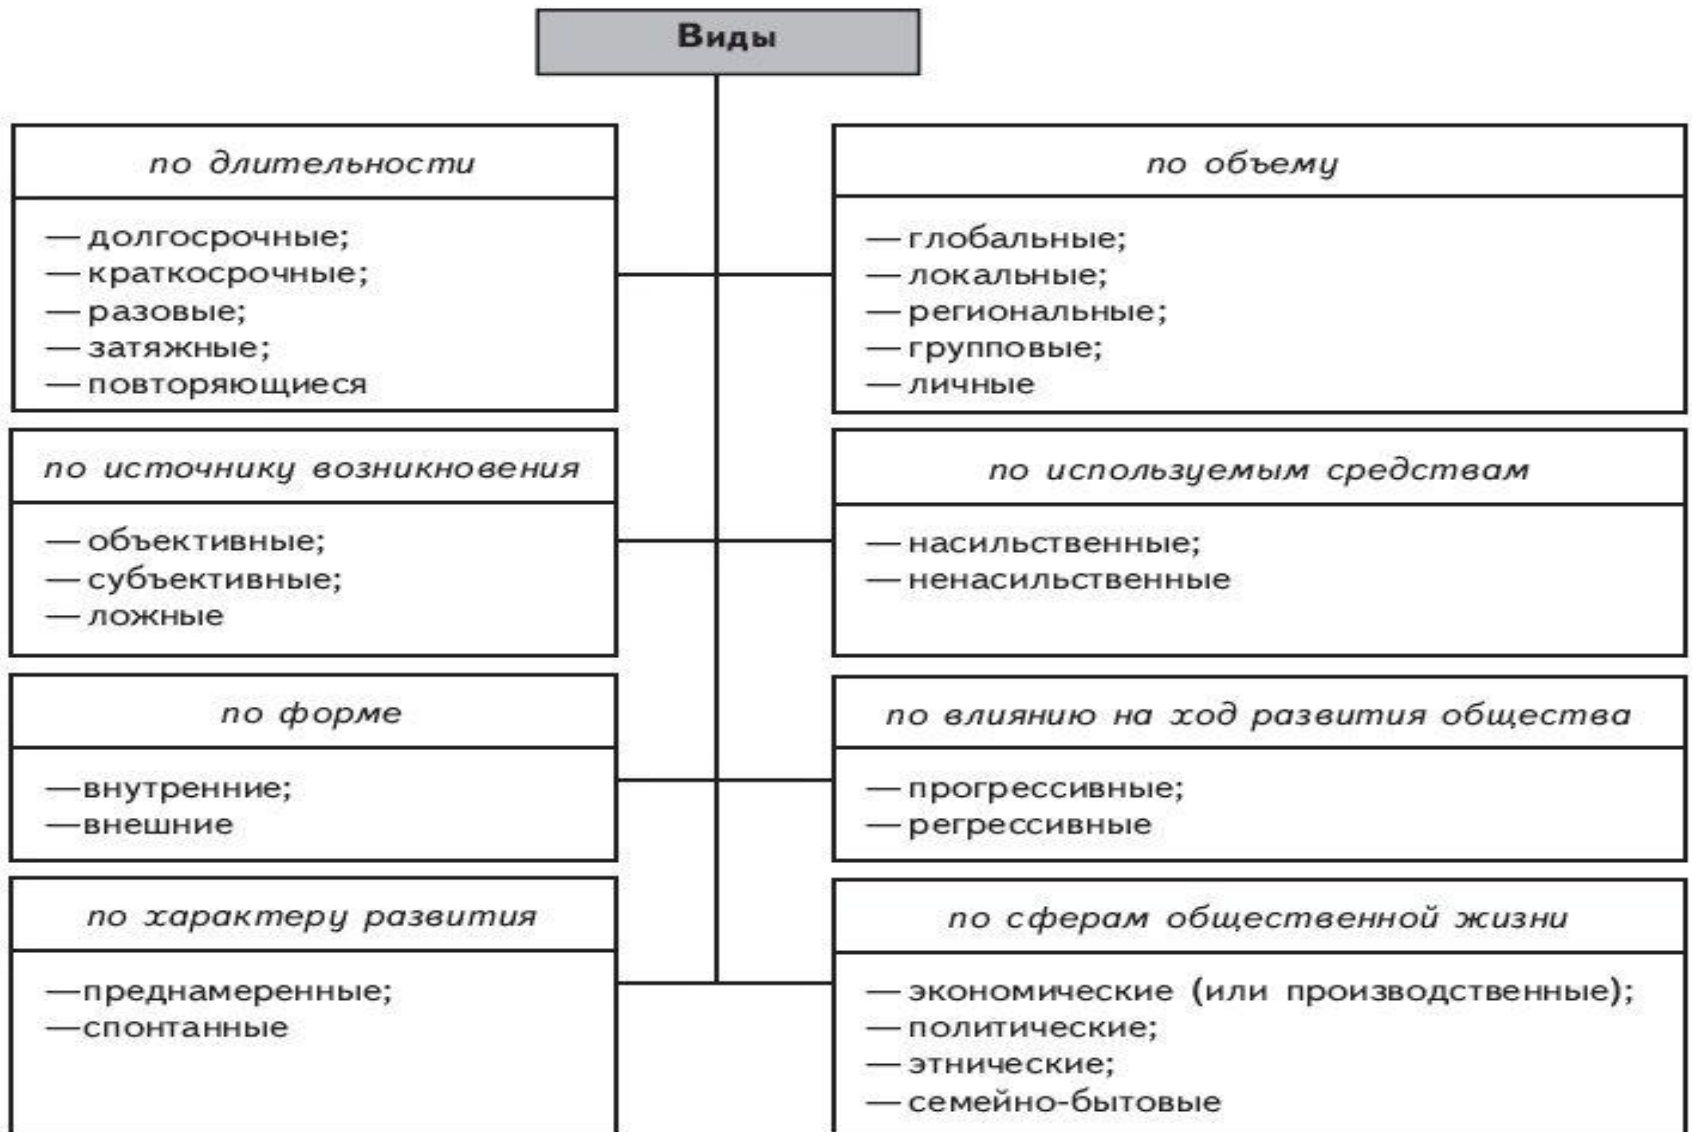 Виды
по длительности
— долгосрочные;
— краткосрочные;
— разовые;
— затяжные;
— повторяющиеся
по объему
— глобальные;
— локальные;
— региональные;
— групповые;
— личные
по источнику возникновения
— объективные;
— субъективные;
— ложные
по используемым средствам
— насильственные;
— ненасильственные
по форме
—внутренние;
—внешние
по влиянию на ход развития общества
— прогрессивные;
— регрессивные
по характеру развития
—преднамеренные;
—спонтанные
по сферам общественной жизни
— экономические (или производственные);
— политические;
— этнические;
— семейно-бытовые